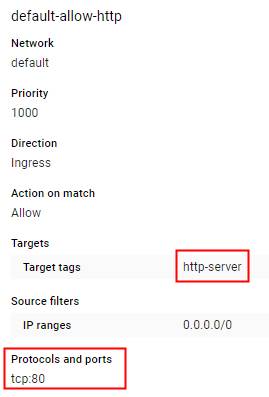 default-allow-http
Network
default
Priority
1000
Direction
Ingress
Action on match
Allow
Targets
Target tags http-server
Source filters
IP ranges 0.0.0.0/0
Protocols and ports
tcp:80